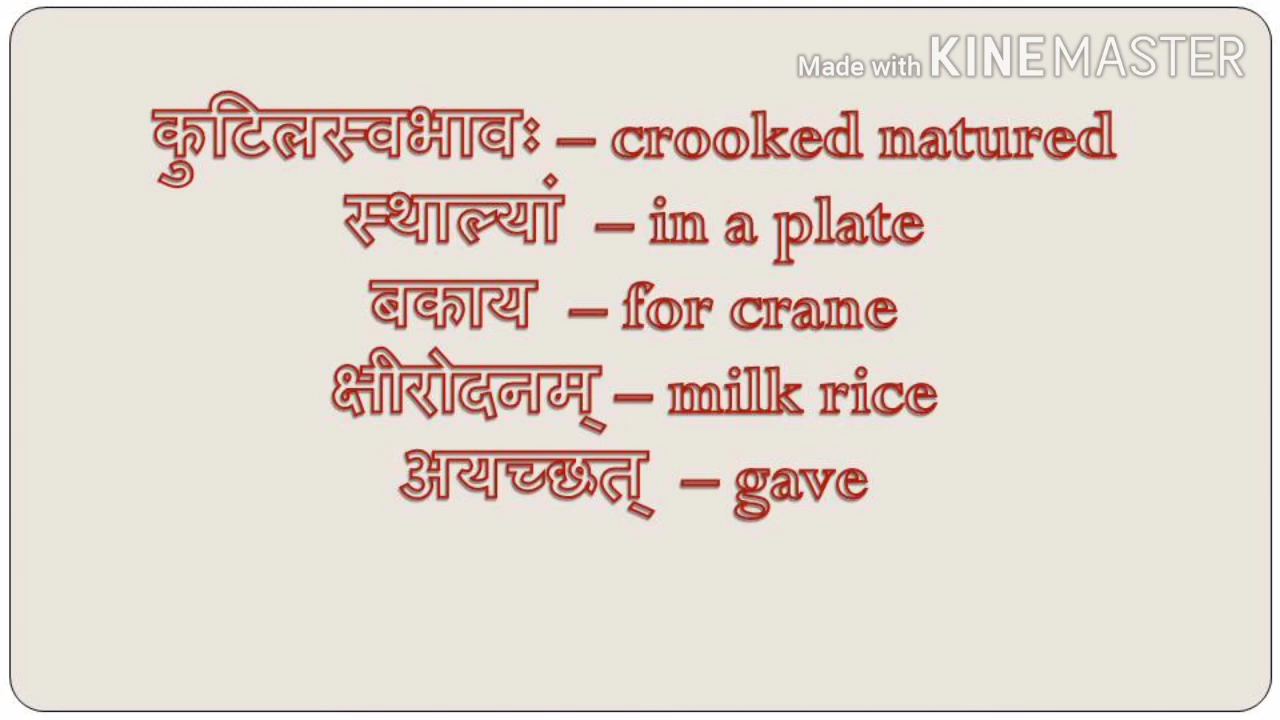 Made with KINEMASTER
कुटिलस्वभावः – crooked natured
स्थाल्यां – in a plate
बकाय – for crane
क्षीरोदनम् – milk rice
अयच्छत् – gave